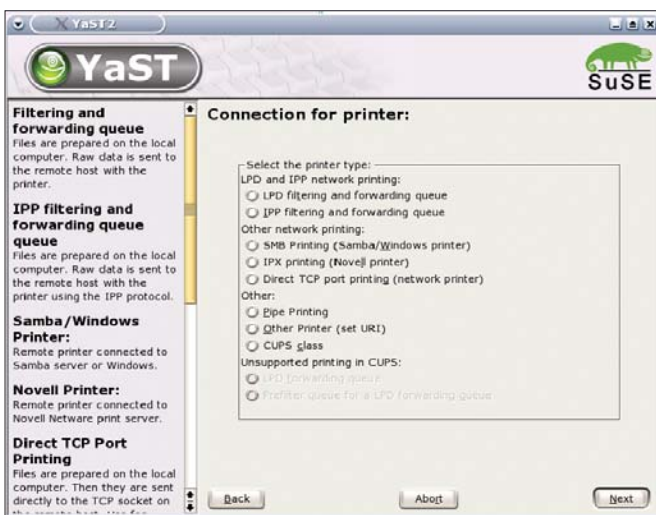 YaST2
YaST
SuSE
Filtering and
forwarding queue
Files are prepared on the local
computer. Raw data is sent to
the remote host with the
printer.
IPP filtering and
forwarding queue
queue
Files are prepared on the local
computer. Raw data is sent to
the remote host with the
printer using the IPP protocol.
Samba/Windows
Printer:
Remote printer connected to
Samba server or Windows.
Novell Printer:
Remote printer connected to
Novell Netware print server.
Direct TCP Port
Printing
Files are prepared on the local
computer. Then they are sent
directly to the TCP socket on
Connection for printer:
Select the printer type:
LPD and IPP network printing:
LPD filtering and forwarding queue
IPP filtering and forwarding queue
Other network printing:
SMB Printing (Samba/Windows printer)
IPX printing (Novell printer)
Direct TCP port printing (network printer)
Other:
Pipe Printing
Other Printer (set URI)
CUPS class
Unsupported printing in CUPS:
LPD forwarding queue
Prefilter queue for a LPD forwarding queue
Back
Abort
Next